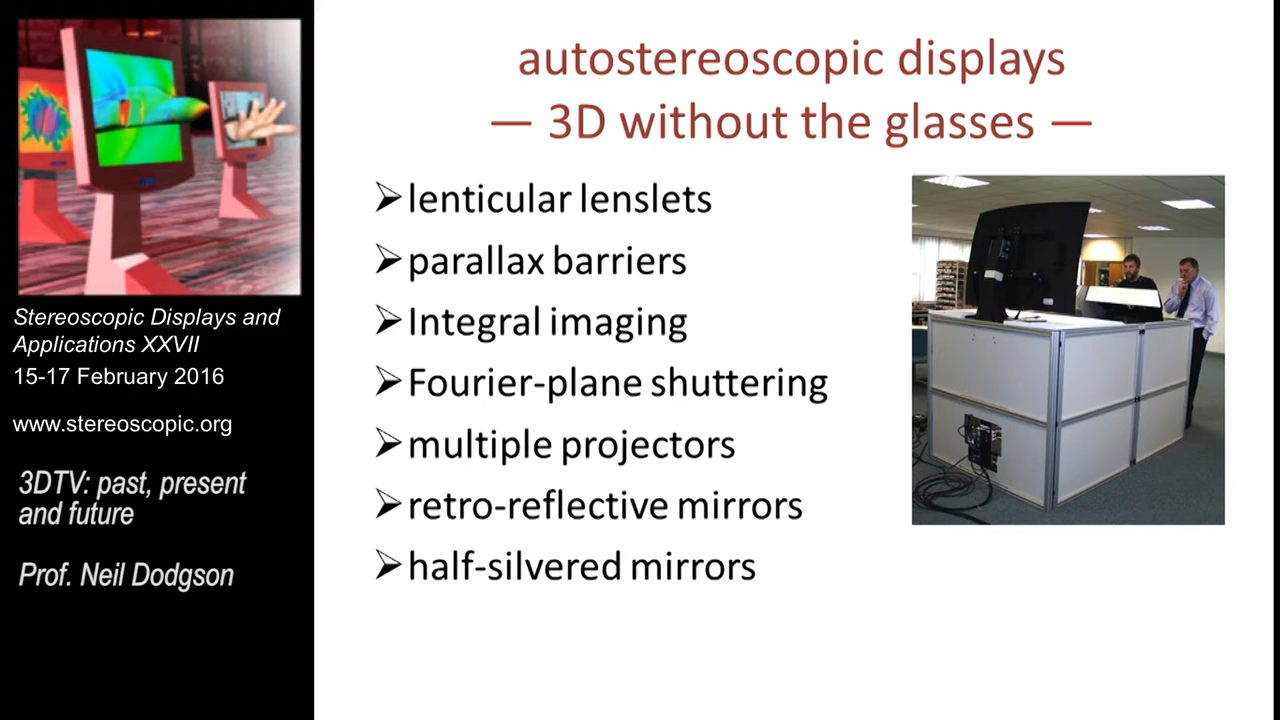 Stereoscopic Displays and
Applications XXVII
15-17 February 2016
www.stereoscopic.org
3DTV: past, present
and future
Prof. Neil Dodgson
autostereoscopic displays
— 3D without the glasses —
➢lenticular lenslets
➢parallax barriers
➢Integral imaging
➢Fourier-plane shuttering
➢multiple projectors
➢retro-reflective mirrors
➢half-silvered mirrors